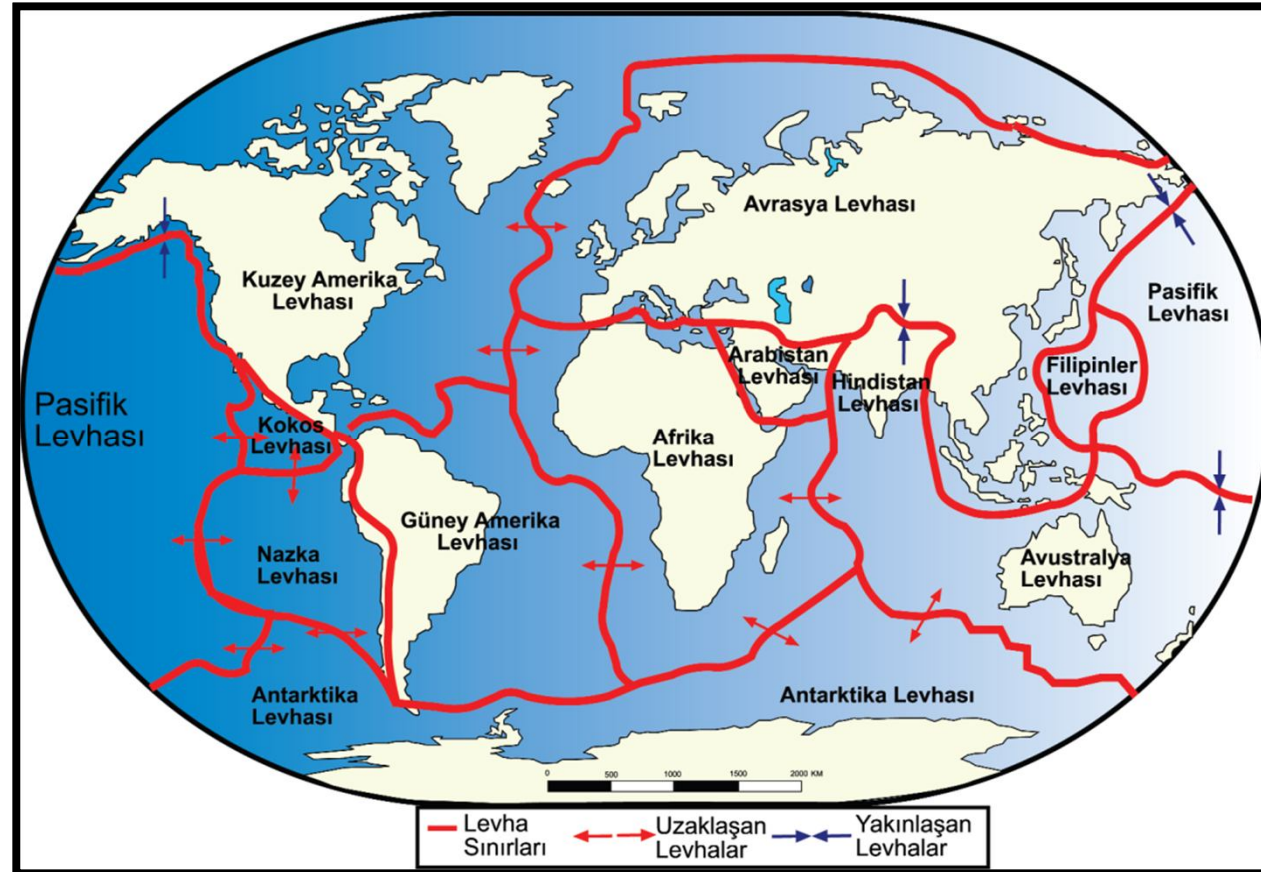 Avrasya Levhası
Kuzey Amerika
Levhası
Pasifik
Levhası
Arabistan
Levhası
Hindistan
Levhası
Filipinler
Levhası
Pasifik
Levhası
Kokos
Levhası
Afrika
Levhası
Güney Amerika
Levhası
Nazka
Levhası
Avustralya
Levhası
Antarktika
Levhası
Antarktika Levhası
0 500 1000 1500 2000 KM
Levha
Sınırları
Uzaklaşan
Levhalar
Yakınlaşan
Levhalar